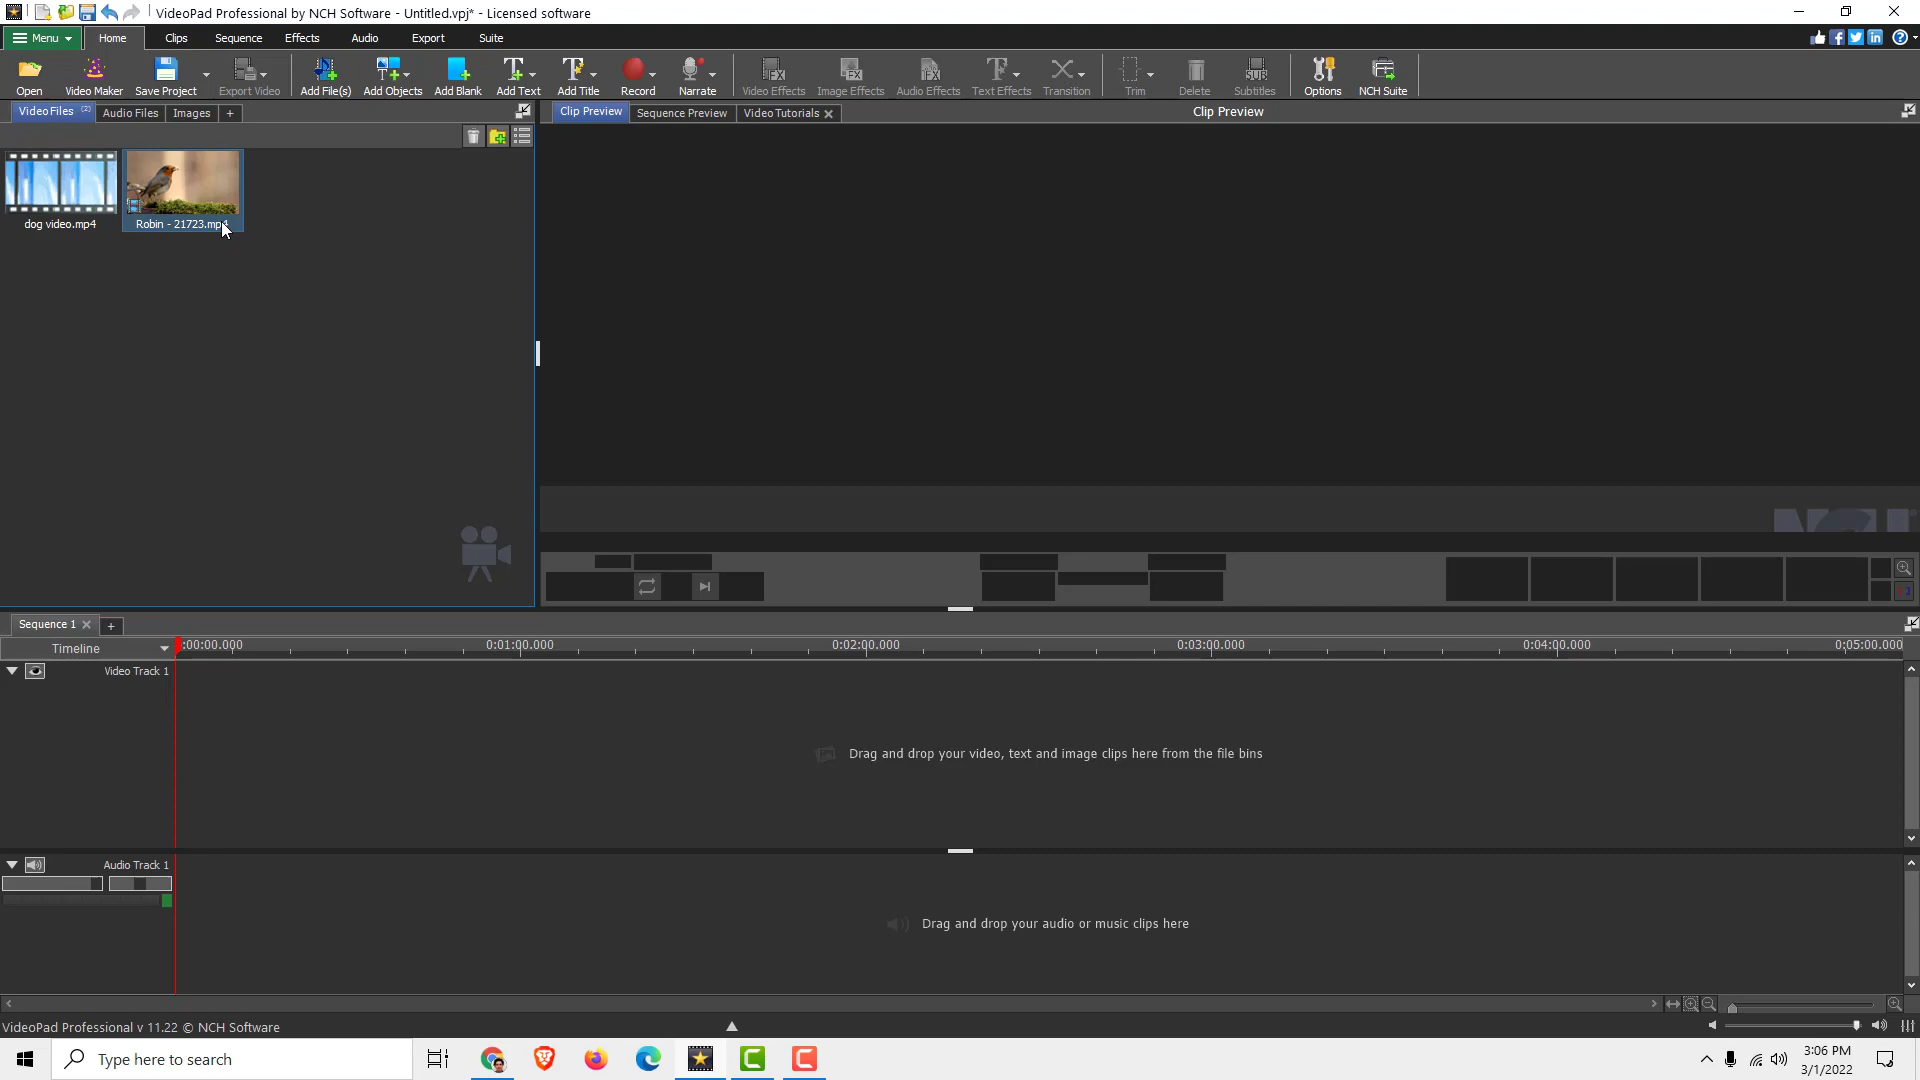 VideoPad Professional by NCH Software - Untitled.vpj* - Licensed software
Menu Home Clips Sequence Effects Audio Export Suite
Open Video Maker Save Project Export Video Add File(s) Add Objects Add Blank Add Text Add Title Record Narrate Video Effects Image Effects Audio Effects Text Effects Transition Trim Delete Subtitles Options NCH Suite
Video Files (2) Audio Files Images + Clip Preview Sequence Preview Video Tutorials Clip Preview
dog video.mp4 Robin - 21723.mp4
NCH
Sequence 1 +
Timeline :00:00.000 0:01:00.000 0:02:00.000 0:03:00.000 0:04:00.000 0:05:00.000
Video Track 1
Drag and drop your video, text and image clips here from the file bins
Audio Track 1
Drag and drop your audio or music clips here
VideoPad Professional v 11.22 © NCH Software
Type here to search
3:06 PM
3/1/2022